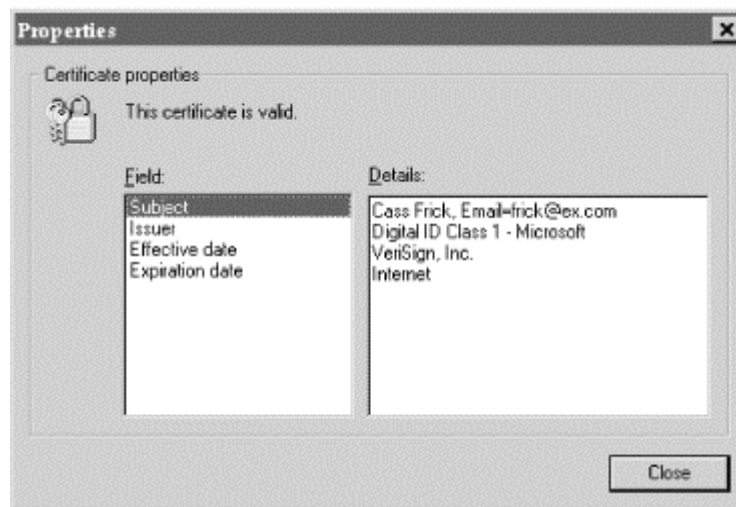 Properties
Certificate properties
This certificate is valid.
Field:
Details:
Subject
Issuer
Effective date
Expiration date
Cass Frick, Email=frick@ex.com
Digital ID Class 1 - Microsoft
VeriSign, Inc.
Internet
Close